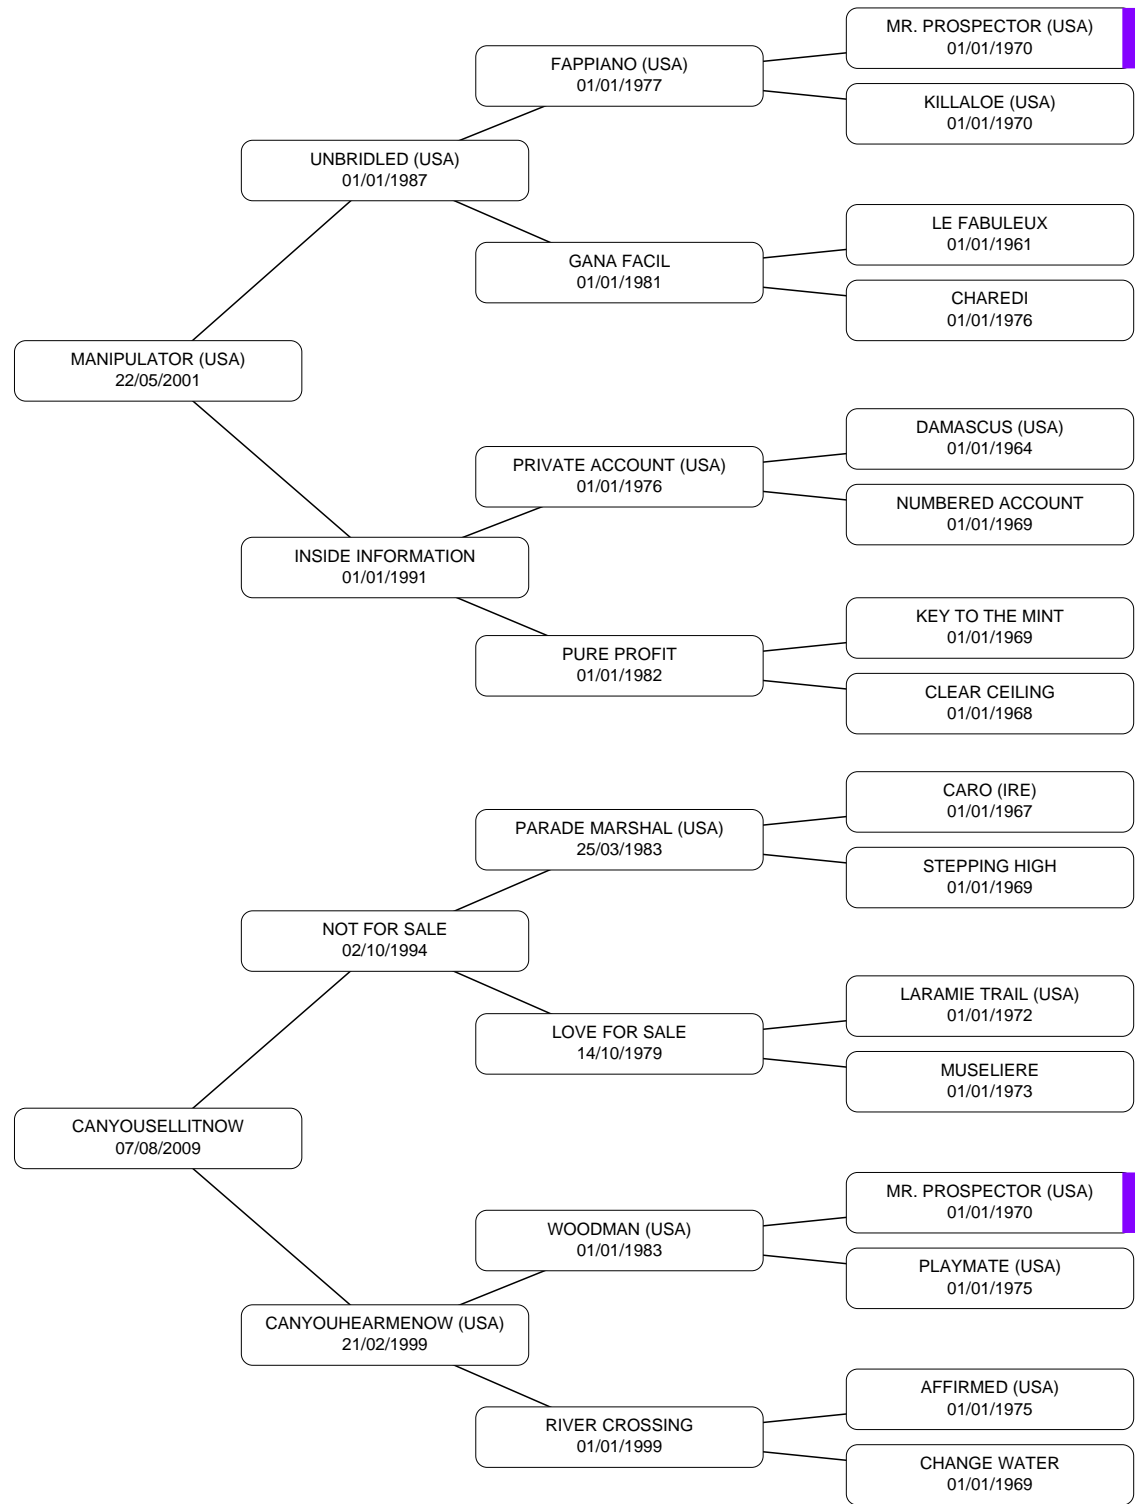 MR. PROSPECTOR (USA)
01/01/1970
FAPPIANO (USA)
01/01/1977
KILLALOE (USA)
01/01/1970
UNBRIDLED (USA)
01/01/1987
LE FABULEUX
01/01/1961
GANA FACIL
01/01/1981
CHAREDI
01/01/1976
MANIPULATOR (USA)
22/05/2001
DAMASCUS (USA)
01/01/1964
PRIVATE ACCOUNT (USA)
01/01/1976
NUMBERED ACCOUNT
01/01/1969
INSIDE INFORMATION
01/01/1991
KEY TO THE MINT
01/01/1969
PURE PROFIT
01/01/1982
CLEAR CEILING
01/01/1968
CARO (IRE)
01/01/1967
PARADE MARSHAL (USA)
25/03/1983
STEPPING HIGH
01/01/1969
NOT FOR SALE
02/10/1994
LARAMIE TRAIL (USA)
01/01/1972
LOVE FOR SALE
14/10/1979
MUSELIERE
01/01/1973
CANYOUSELLITNOW
07/08/2009
MR. PROSPECTOR (USA)
01/01/1970
WOODMAN (USA)
01/01/1983
PLAYMATE (USA)
01/01/1975
CANYOUHEARMENOW (USA)
21/02/1999
AFFIRMED (USA)
01/01/1975
RIVER CROSSING
01/01/1999
CHANGE WATER
01/01/1969